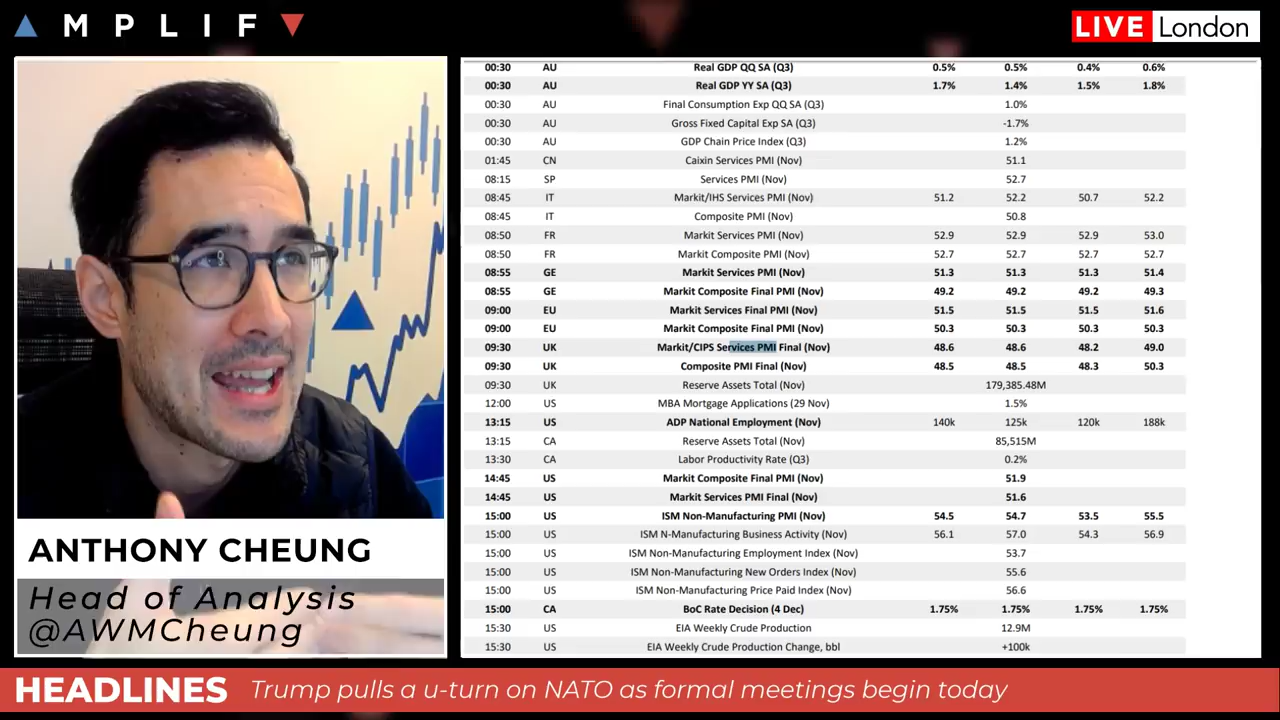 AMPLIFY
LIVE London
00:30 AU Real GDP QQ SA (Q3) 0.5% 0.5% 0.4% 0.6%
00:30 AU Real GDP YY SA (Q3) 1.7% 1.4% 1.5% 1.8%
00:30 AU Final Consumption Exp QQ SA (Q3) 1.0%
00:30 AU Gross Fixed Capital Exp SA (Q3) -1.7%
00:30 AU GDP Chain Price Index (Q3) 1.2%
01:45 CN Caixin Services PMI (Nov) 51.1
08:15 SP Services PMI (Nov) 52.7
08:45 IT Markit/IHS Services PMI (Nov) 51.2 52.2 50.7 52.2
08:45 IT Composite PMI (Nov) 50.8
08:50 FR Markit Services PMI (Nov) 52.9 52.9 52.9 53.0
08:50 FR Markit Composite PMI (Nov) 52.7 52.7 52.7 52.7
08:55 GE Markit Services PMI (Nov) 51.3 51.3 51.3 51.4
08:55 GE Markit Composite Final PMI (Nov) 49.2 49.2 49.2 49.3
09:00 EU Markit Services Final PMI (Nov) 51.5 51.5 51.5 51.6
09:00 EU Markit Composite Final PMI (Nov) 50.3 50.3 50.3 50.3
09:30 UK Markit/CIPS Services PMI Final (Nov) 48.6 48.6 48.2 49.0
09:30 UK Composite PMI Final (Nov) 48.5 48.5 48.3 50.3
09:30 UK Reserve Assets Total (Nov) 179,385.48M
12:00 US MBA Mortgage Applications (29 Nov) 1.5%
13:15 US ADP National Employment (Nov) 140k 125k 120k 188k
13:15 CA Reserve Assets Total (Nov) 85,515M
13:30 CA Labor Productivity Rate (Q3) 0.2%
14:45 US Markit Composite Final PMI (Nov) 51.9
14:45 US Markit Services PMI Final (Nov) 51.6
15:00 US ISM Non-Manufacturing PMI (Nov) 54.5 54.7 53.5 55.5
15:00 US ISM N-Manufacturing Business Activity (Nov) 56.1 57.0 54.3 56.9
15:00 US ISM Non-Manufacturing Employment Index (Nov) 53.7
15:00 US ISM Non-Manufacturing New Orders Index (Nov) 55.6
15:00 US ISM Non-Manufacturing Price Paid Index (Nov) 56.6
15:00 CA BoC Rate Decision (4 Dec) 1.75% 1.75% 1.75% 1.75%
15:30 US EIA Weekly Crude Production 12.9M
15:30 US EIA Weekly Crude Production Change, bbl +100k
ANTHONY CHEUNG
Head of Analysis
@AWMCheung
HEADLINES Trump pulls a u-turn on NATO as formal meetings begin today